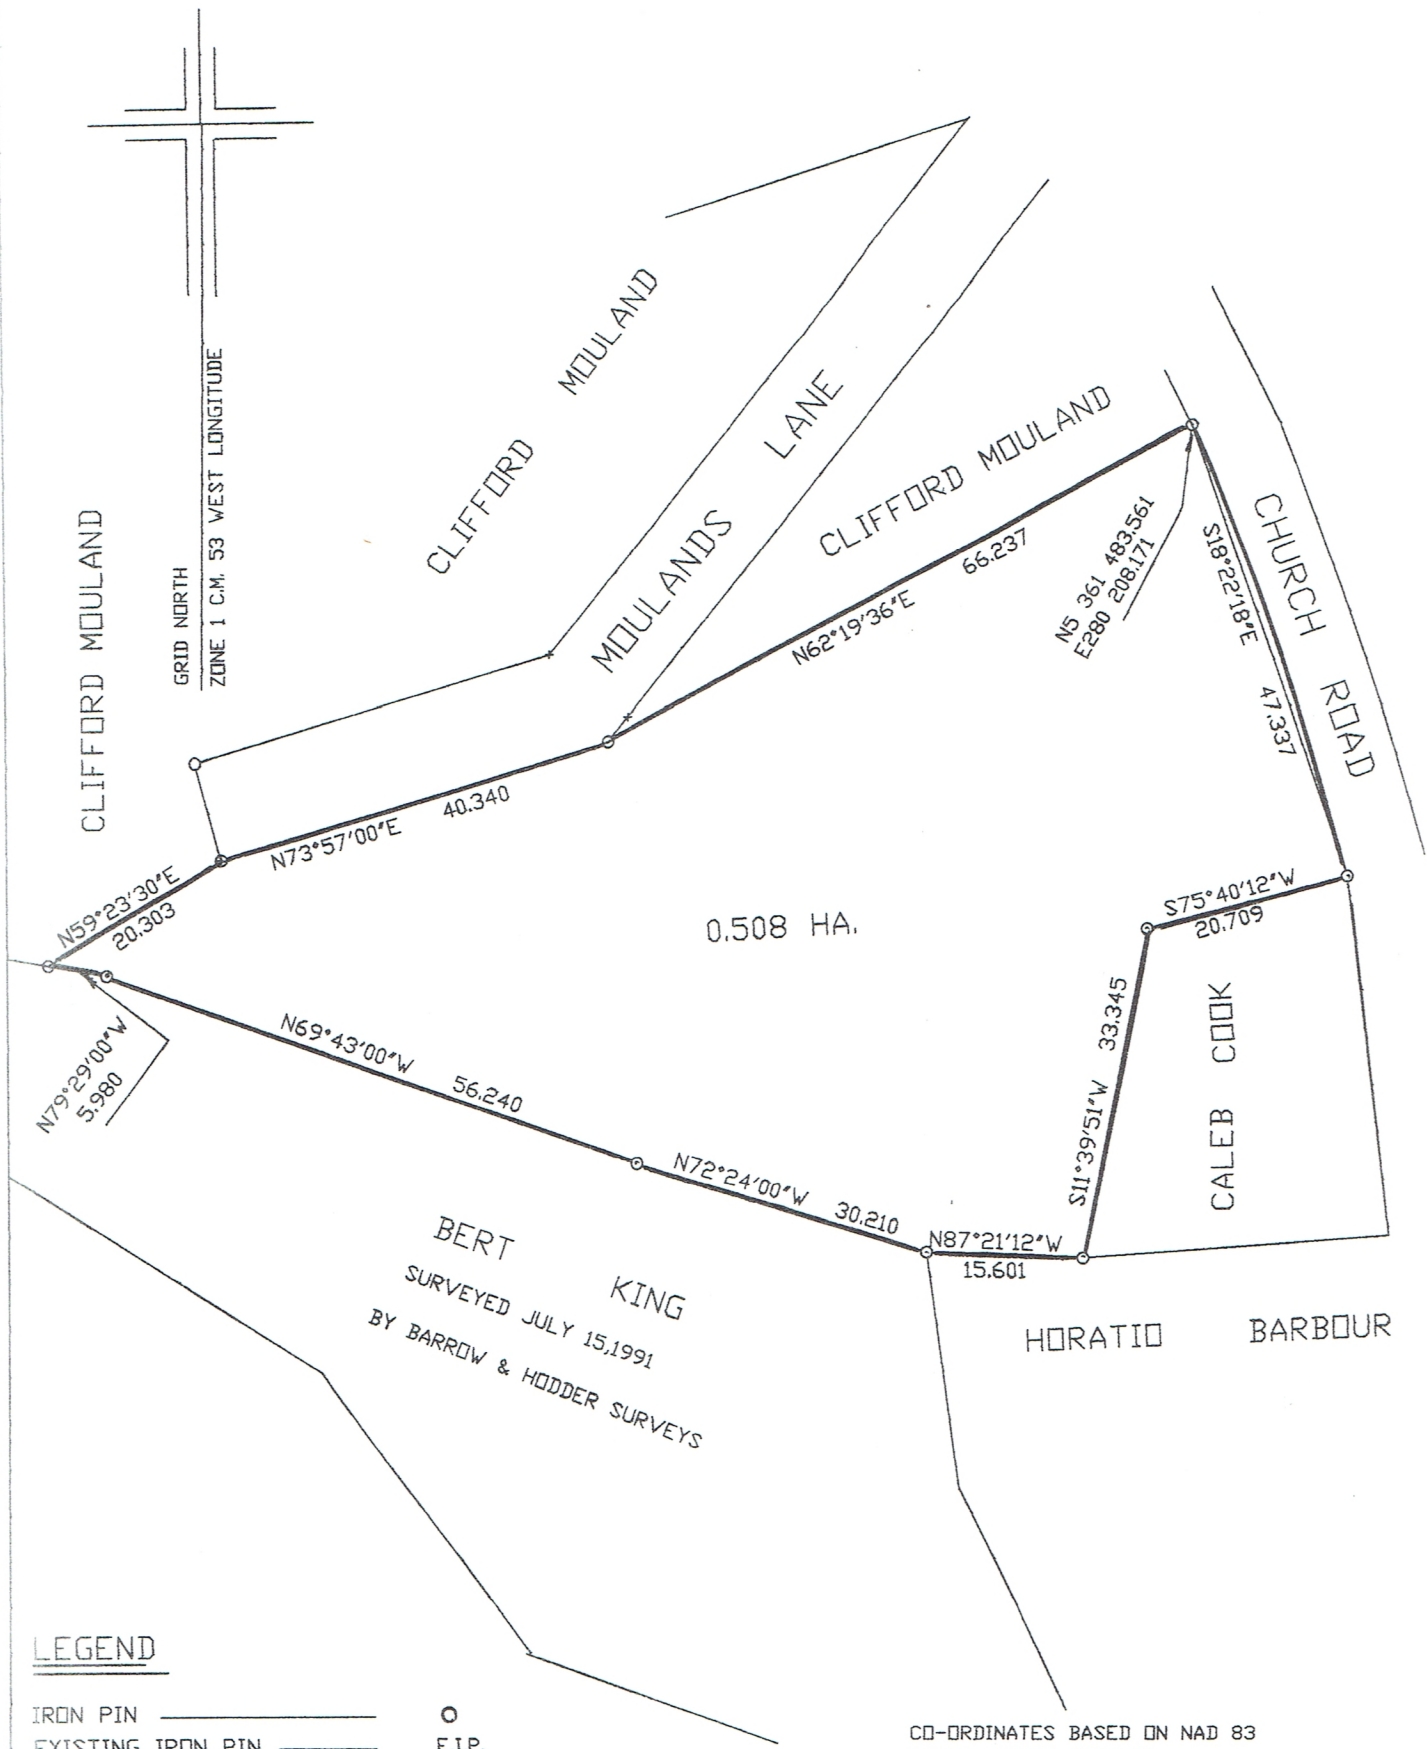 CLIFFORD MOULAND
GRID NORTH
ZONE 1 C.M. 53 WEST LONGITUDE
CLIFFORD MOULAND
MOULANDS LANE
CLIFFORD MOULAND
N62°19'36"E 66.237
N5 361 483.561
E280 208.171
S18°22'18"E 47.337
CHURCH ROAD
N73°57'00"E 40.340
N59°23'30"E
20.303
0.508 HA.
S75°40'12"W
20.709
N79°29'00"W
5.980
N69°43'00"W 56.240
S11°39'51"W 33.345
CALEB COOK
N72°24'00"W 30.210
N87°21'12"W
15.601
BERT KING
SURVEYED JULY 15,1991
BY BARROW & HODDER SURVEYS
HORATIO BARBOUR
LEGEND
IRON PIN
EXISTING IRON PIN E.I.P.
CO-ORDINATES BASED ON NAD 83